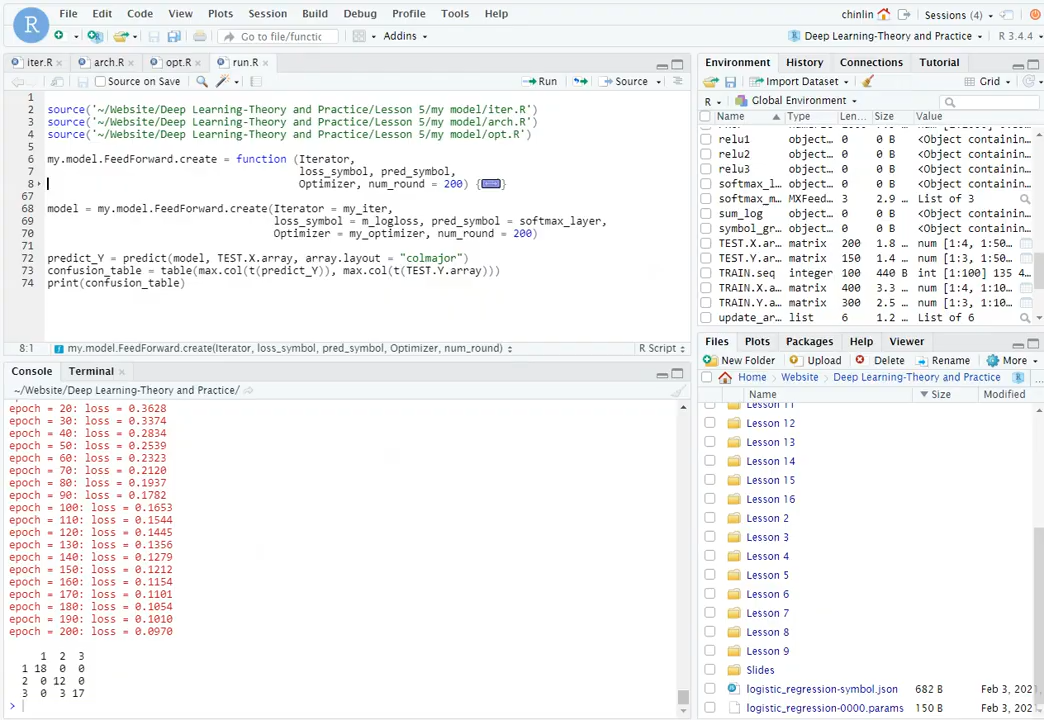 File Edit Code View Plots Session Build Debug Profile Tools Help
chinlin
Sessions (4)
R
Go to file/functic
Addins
Deep Learning-Theory and Practice
R 3.4.4
iter.R
arch.R
opt.R
run.R
Source on Save
Run
Source
1
2 source('~/Website/Deep Learning-Theory and Practice/Lesson 5/my model/iter.R')
3 source('~/Website/Deep Learning-Theory and Practice/Lesson 5/my model/arch.R')
4 source('~/Website/Deep Learning-Theory and Practice/Lesson 5/my model/opt.R')
5
6 my.model.FeedForward.create = function (Iterator,
7 loss_symbol, pred_symbol,
8 Optimizer, num_round = 200) {}
67
68 model = my.model.FeedForward.create(Iterator = my_iter,
69 loss_symbol = m_logloss, pred_symbol = softmax_layer,
70 Optimizer = my_optimizer, num_round = 200)
71
72 predict_Y = predict(model, TEST.X.array, array.layout = "colmajor")
73 confusion_table = table(max.col(t(predict_Y)), max.col(t(TEST.Y.array)))
74 print(confusion_table)
8:1 my.model.FeedForward.create(Iterator, loss_symbol, pred_symbol, Optimizer, num_round)
R Script
Console Terminal
~/Website/Deep Learning-Theory and Practice/
epoch = 20: loss = 0.3628
epoch = 30: loss = 0.3374
epoch = 40: loss = 0.2834
epoch = 50: loss = 0.2539
epoch = 60: loss = 0.2323
epoch = 70: loss = 0.2120
epoch = 80: loss = 0.1937
epoch = 90: loss = 0.1782
epoch = 100: loss = 0.1653
epoch = 110: loss = 0.1544
epoch = 120: loss = 0.1445
epoch = 130: loss = 0.1356
epoch = 140: loss = 0.1279
epoch = 150: loss = 0.1212
epoch = 160: loss = 0.1154
epoch = 170: loss = 0.1101
epoch = 180: loss = 0.1054
epoch = 190: loss = 0.1010
epoch = 200: loss = 0.0970
1 2 3
1 18 0 0
2 0 12 0
3 0 3 17
>
Environment History Connections Tutorial
Import Dataset
Grid
R
Global Environment
Name Type Len... Size Value
relu1 object... 0 0 B <Object containin...
relu2 object... 0 0 B <Object containin...
relu3 object... 0 0 B <Object containin...
softmax_l... object... 0 0 B <Object containin...
softmax_m... MXFeed... 3 2.9 ... List of 3
sum_log object... 0 0 B <Object containin...
symbol_gr... object... 0 0 B <Object containin...
TEST.X.ar... matrix 200 1.8 ... num [1:4, 1:50...
TEST.Y.ar... matrix 150 1.4 ... num [1:3, 1:50...
TRAIN.seq integer 100 440 B int [1:100] 135 4...
TRAIN.X.a... matrix 400 3.3 ... num [1:4, 1:10...
TRAIN.Y.a... matrix 300 2.5 ... num [1:3, 1:10...
update_ar... list 6 1.2 ... List of 6
Files Plots Packages Help Viewer
New Folder Upload Delete Rename More
Home Website Deep Learning-Theory and Practice
Name Size Modified
Lesson 11
Lesson 12
Lesson 13
Lesson 14
Lesson 15
Lesson 16
Lesson 2
Lesson 3
Lesson 4
Lesson 5
Lesson 6
Lesson 7
Lesson 8
Lesson 9
Slides
logistic_regression-symbol.json 682 B Feb 3, 202
logistic_regression-0000.params 150 B Feb 3, 202